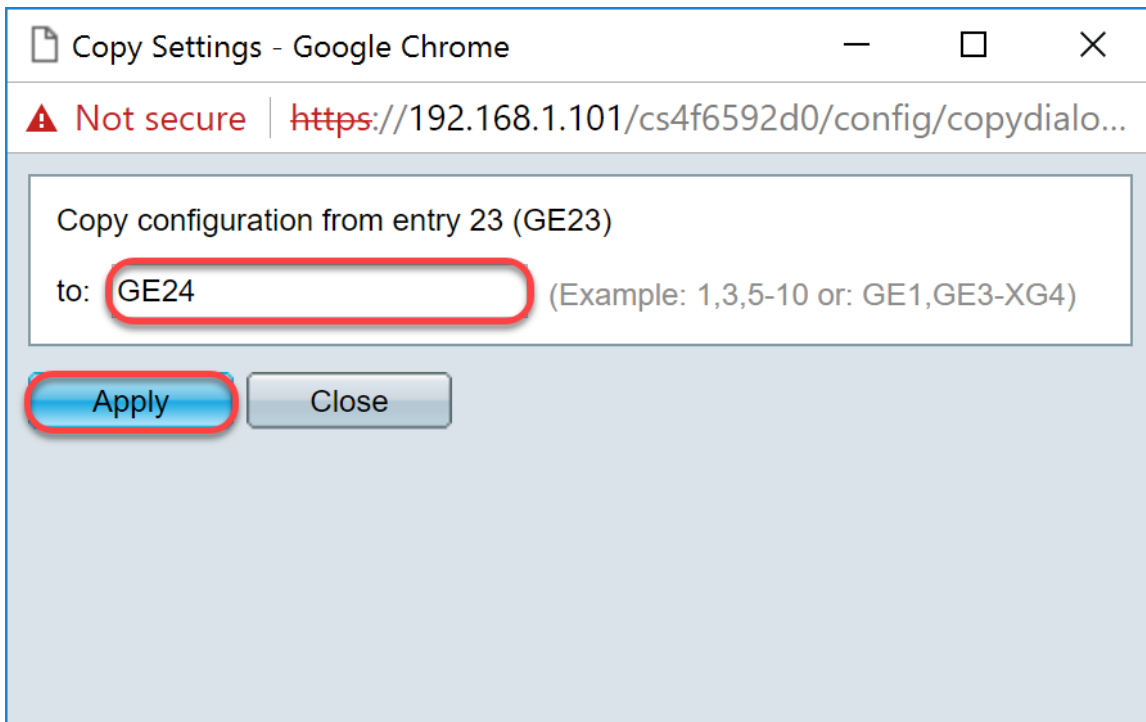 Copy Settings - Google Chrome
Not secure https://192.168.1.101/cs4f6592d0/config/copydialo...
Copy configuration from entry 23 (GE23)
to: GE24 (Example: 1,3,5-10 or: GE1,GE3-XG4)
Apply Close